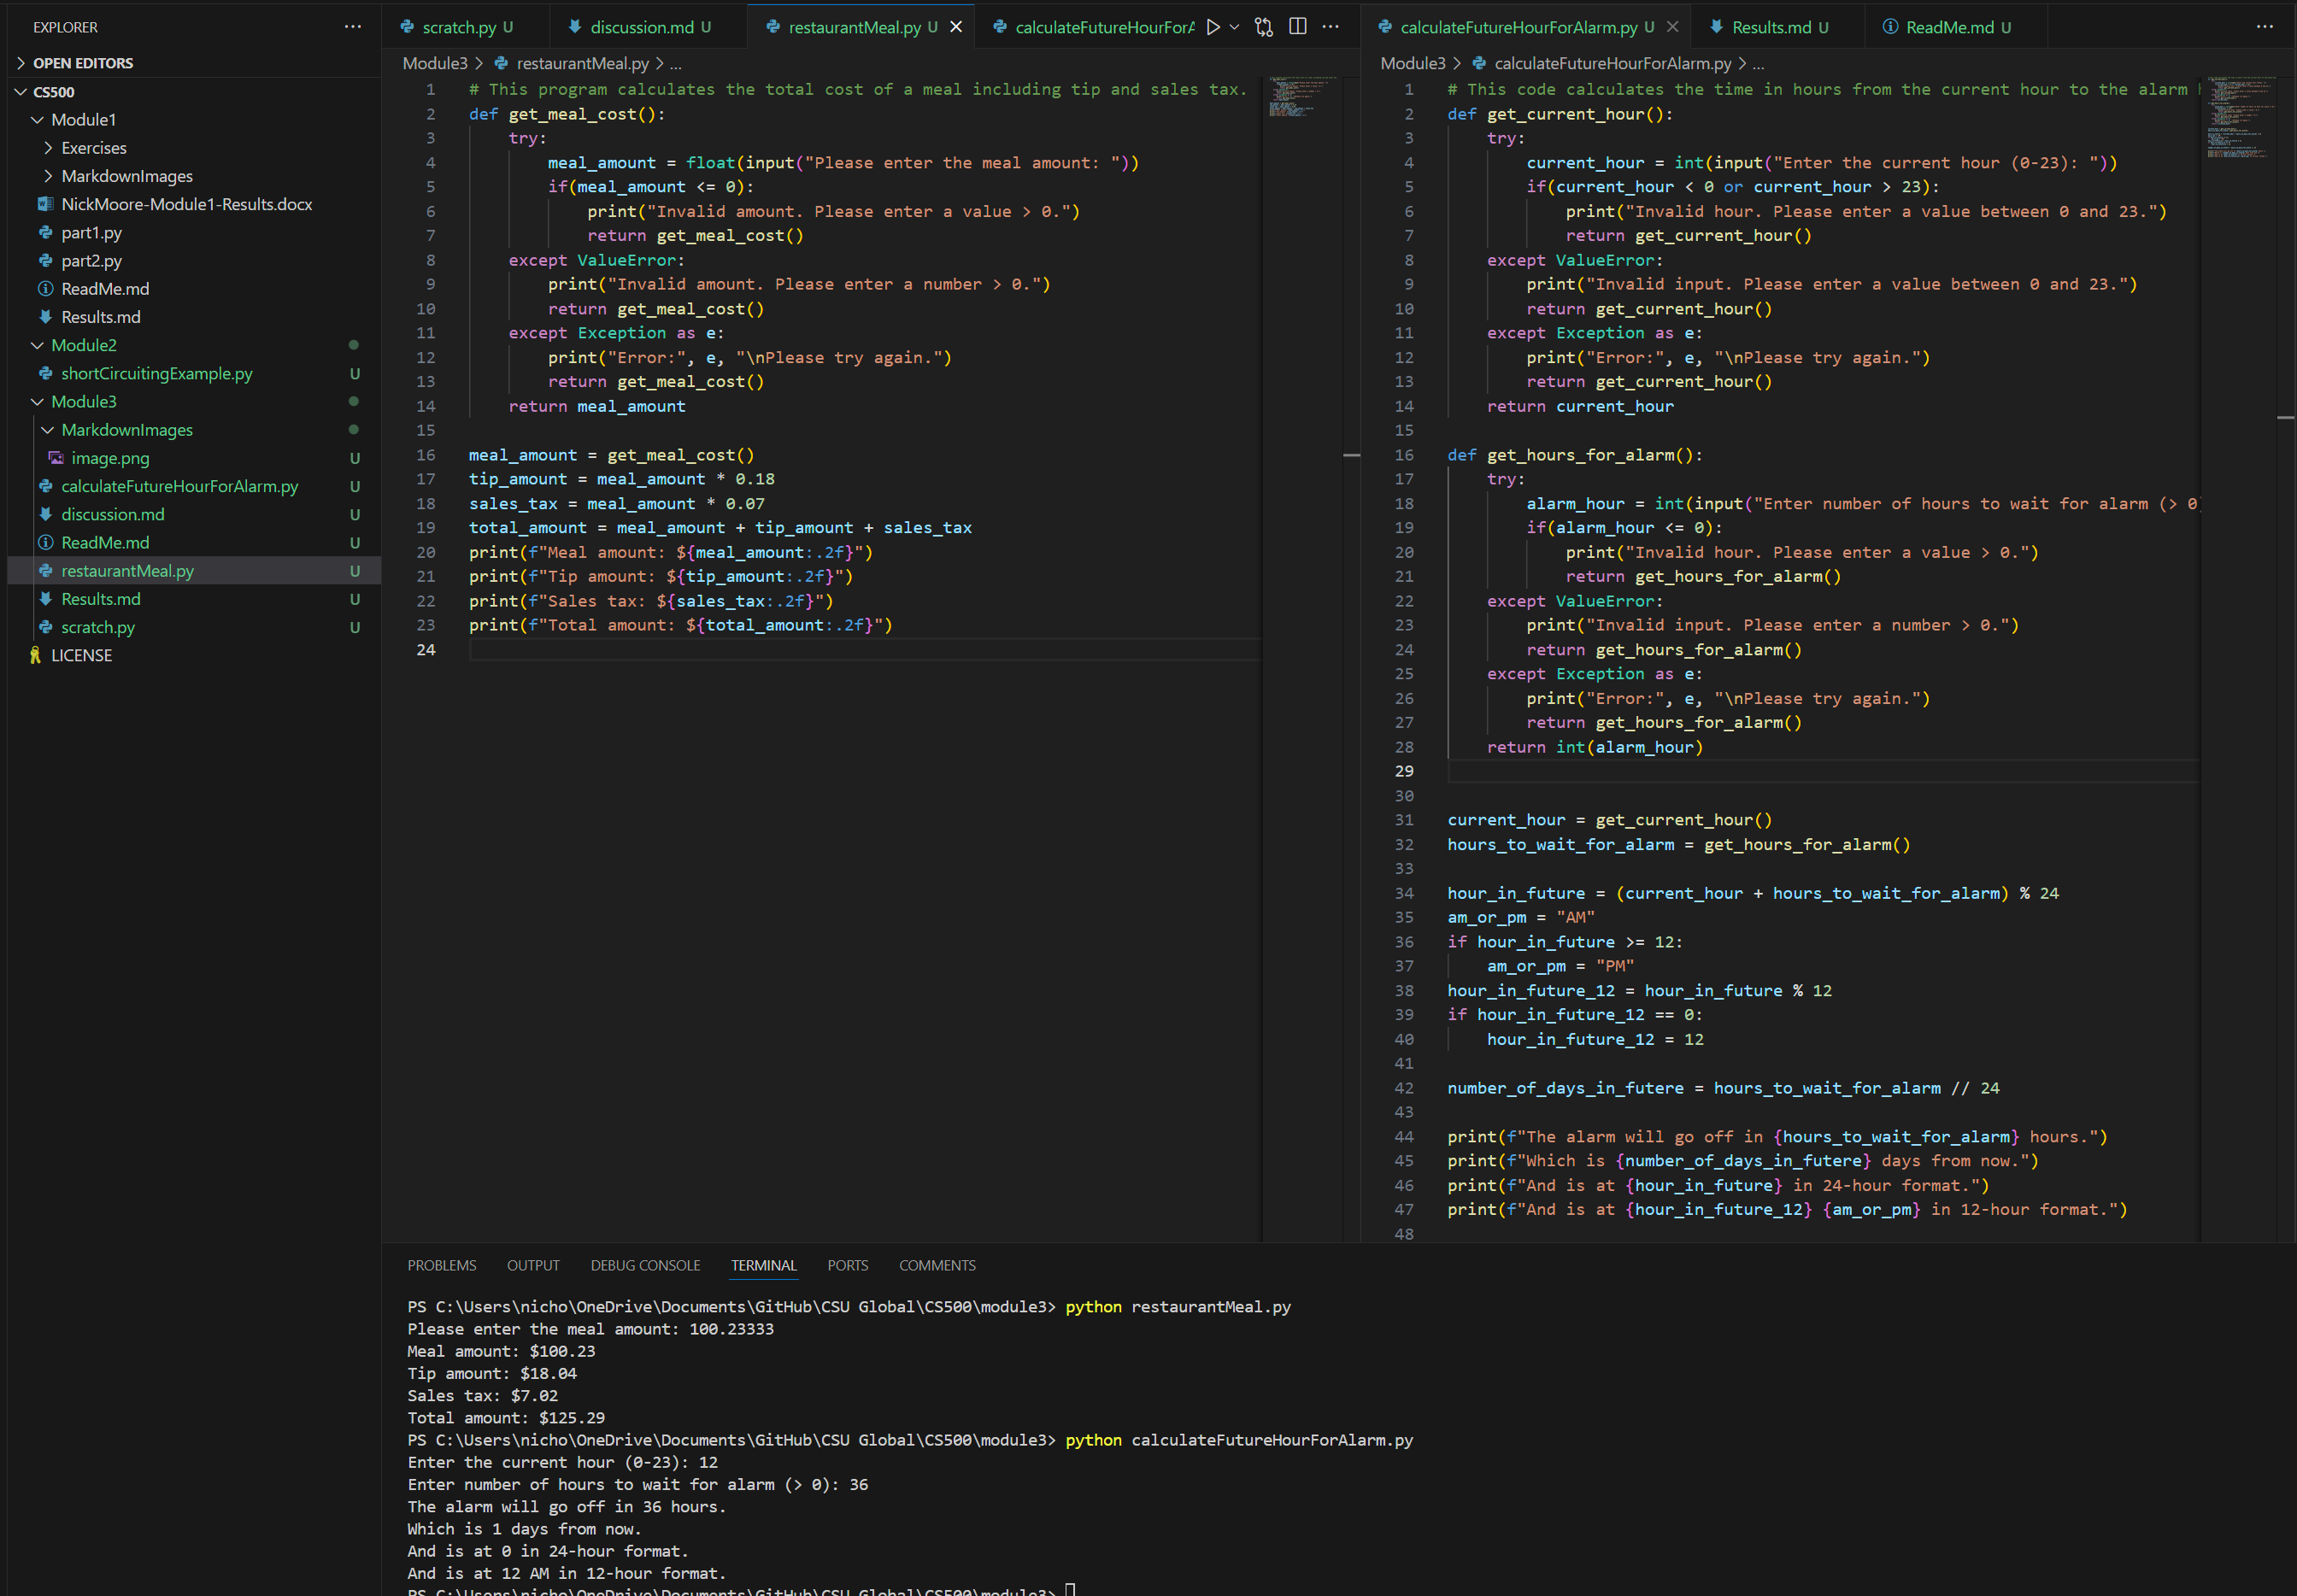 EXPLORER
OPEN EDITORS
CS500
Module1
Exercises
MarkdownImages
NickMoore-Module1-Results.docx
part1.py
part2.py
ReadMe.md
Results.md
Module2
shortCircuitingExample.py U
Module3
MarkdownImages
image.png U
calculateFutureHourForAlarm.py U
discussion.md U
ReadMe.md U
restaurantMeal.py U
Results.md U
scratch.py U
LICENSE
scratch.py U discussion.md U restaurantMeal.py U calculateFutureHourForA
Module3 > restaurantMeal.py > ...
1 # This program calculates the total cost of a meal including tip and sales tax.
2 def get_meal_cost():
3     try:
4         meal_amount = float(input("Please enter the meal amount: "))
5         if(meal_amount <= 0):
6             print("Invalid amount. Please enter a value > 0.")
7             return get_meal_cost()
8     except ValueError:
9         print("Invalid amount. Please enter a number > 0.")
10         return get_meal_cost()
11     except Exception as e:
12         print("Error:", e, "\nPlease try again.")
13         return get_meal_cost()
14     return meal_amount
15
16 meal_amount = get_meal_cost()
17 tip_amount = meal_amount * 0.18
18 sales_tax = meal_amount * 0.07
19 total_amount = meal_amount + tip_amount + sales_tax
20 print(f"Meal amount: ${meal_amount:.2f}")
21 print(f"Tip amount: ${tip_amount:.2f}")
22 print(f"Sales tax: ${sales_tax:.2f}")
23 print(f"Total amount: ${total_amount:.2f}")
24
calculateFutureHourForAlarm.py U Results.md U ReadMe.md U
Module3 > calculateFutureHourForAlarm.py > ...
1 # This code calculates the time in hours from the current hour to the alarm
2 def get_current_hour():
3     try:
4         current_hour = int(input("Enter the current hour (0-23): "))
5         if(current_hour < 0 or current_hour > 23):
6             print("Invalid hour. Please enter a value between 0 and 23.")
7             return get_current_hour()
8     except ValueError:
9         print("Invalid input. Please enter a value between 0 and 23.")
10         return get_current_hour()
11     except Exception as e:
12         print("Error:", e, "\nPlease try again.")
13         return get_current_hour()
14     return current_hour
15
16 def get_hours_for_alarm():
17     try:
18         alarm_hour = int(input("Enter number of hours to wait for alarm (> 0
19         if(alarm_hour <= 0):
20             print("Invalid hour. Please enter a value > 0.")
21             return get_hours_for_alarm()
22     except ValueError:
23         print("Invalid input. Please enter a number > 0.")
24         return get_hours_for_alarm()
25     except Exception as e:
26         print("Error:", e, "\nPlease try again.")
27         return get_hours_for_alarm()
28     return int(alarm_hour)
29
30
31 current_hour = get_current_hour()
32 hours_to_wait_for_alarm = get_hours_for_alarm()
33
34 hour_in_future = (current_hour + hours_to_wait_for_alarm) % 24
35 am_or_pm = "AM"
36 if hour_in_future >= 12:
37     am_or_pm = "PM"
38 hour_in_future_12 = hour_in_future % 12
39 if hour_in_future_12 == 0:
40     hour_in_future_12 = 12
41
42 number_of_days_in_futere = hours_to_wait_for_alarm // 24
43
44 print(f"The alarm will go off in {hours_to_wait_for_alarm} hours.")
45 print(f"Which is {number_of_days_in_futere} days from now.")
46 print(f"And is at {hour_in_future} in 24-hour format.")
47 print(f"And is at {hour_in_future_12} {am_or_pm} in 12-hour format.")
48
PROBLEMS OUTPUT DEBUG CONSOLE TERMINAL PORTS COMMENTS
PS C:\Users\nicho\OneDrive\Documents\GitHub\CSU Global\CS500\module3> python restaurantMeal.py
Please enter the meal amount: 100.23333
Meal amount: $100.23
Tip amount: $18.04
Sales tax: $7.02
Total amount: $125.29
PS C:\Users\nicho\OneDrive\Documents\GitHub\CSU Global\CS500\module3> python calculateFutureHourForAlarm.py
Enter the current hour (0-23): 12
Enter number of hours to wait for alarm (> 0): 36
The alarm will go off in 36 hours.
Which is 1 days from now.
And is at 0 in 24-hour format.
And is at 12 AM in 12-hour format.
PS C:\Users\nicho\OneDrive\Documents\GitHub\CSU Global\CS500\module3>